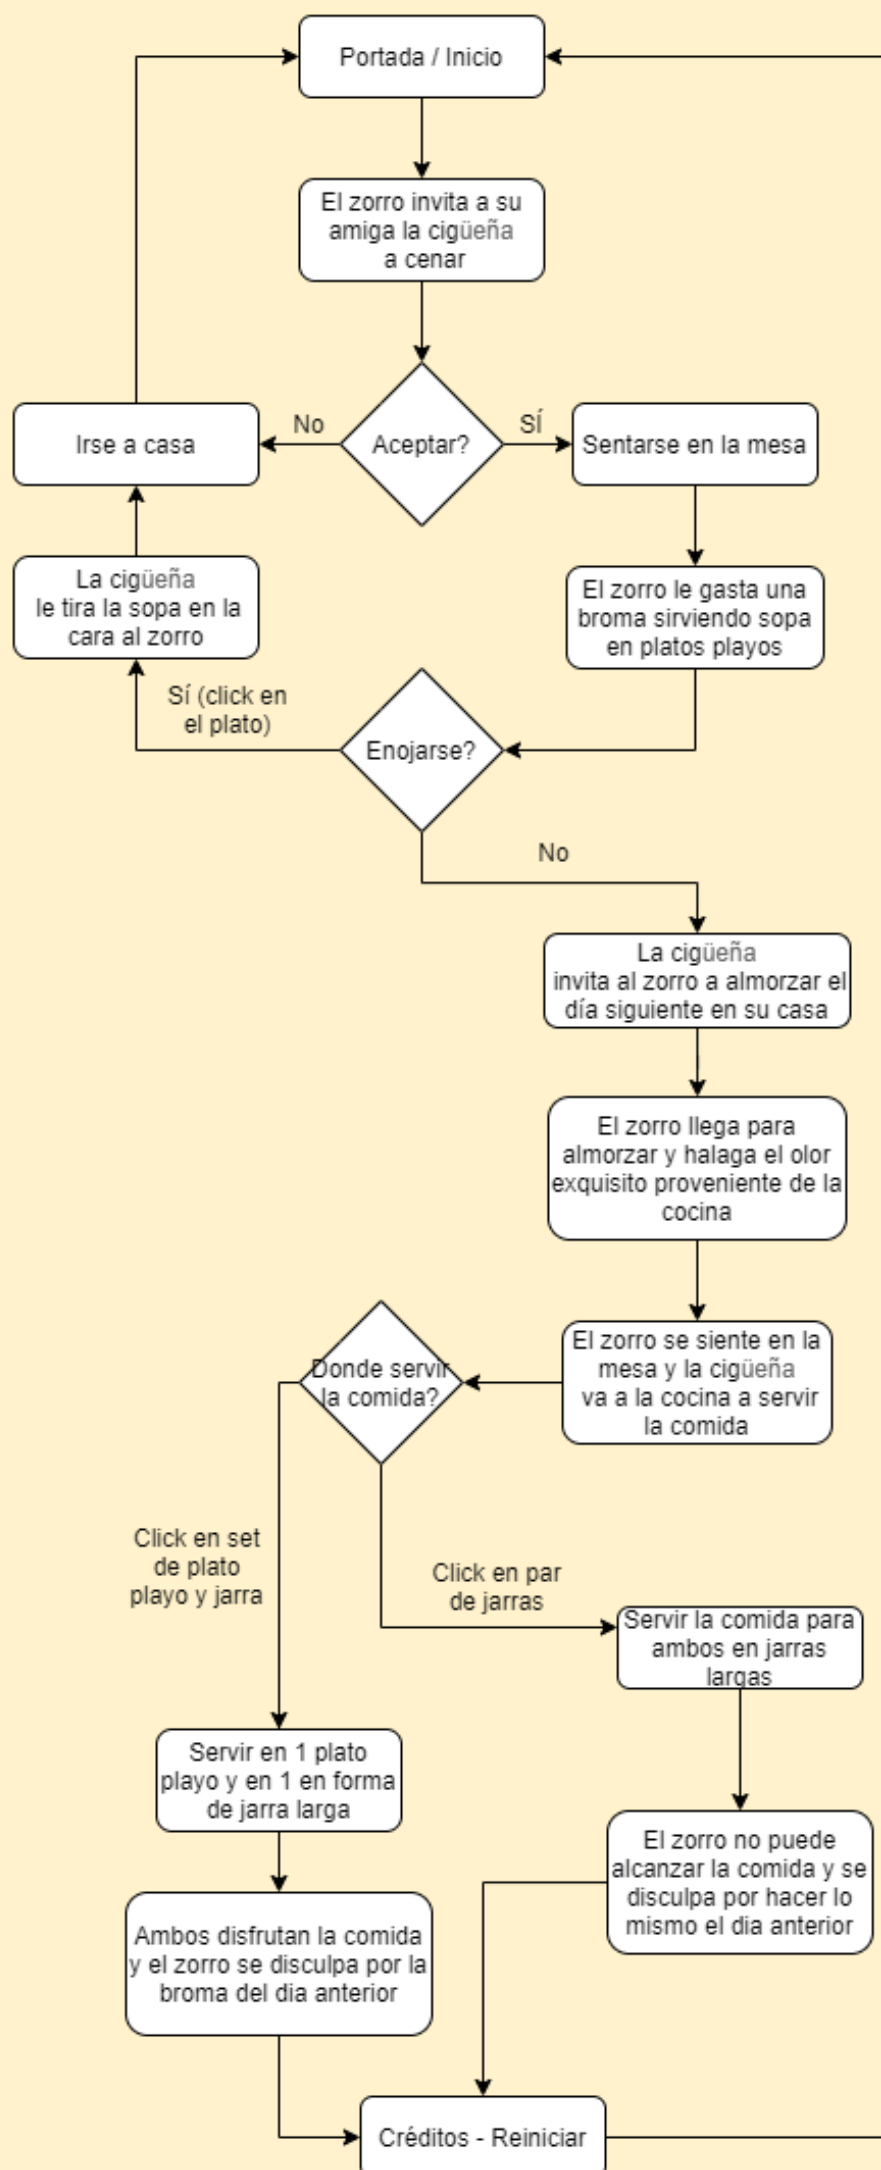 Portada / Inicio
El zorro invita a su
amiga la cigüeña
a cenar
Irse a casa
No
Aceptar?
SÍ
Sentarse en la mesa
La cigüeña
le tira la sopa en la
cara al zorro
El zorro le gasta una
broma sirviendo sopa
en platos playos
Sí (click en
el plato)
Enojarse?
No
La cigüeña
invita al zorro a almorzar el
día siguiente en su casa
El zorro llega para
almorzar y halaga el olor
exquisito proveniente de la
cocina
El zorro se siente en la
mesa y la cigüeña
va a la cocina a servir
la comida
Donde servir
la comida?
Click en set
de plato
playo y jarra
Click en par
de jarras
Servir la comida para
ambos en jarras
largas
Servir en 1 plato
playo y en 1 en forma
de jarra larga
El zorro no puede
alcanzar la comida y se
disculpa por hacer lo
mismo el dia anterior
Ambos disfrutan la comida
y el zorro se disculpa por la
broma del dia anterior
Créditos - Reiniciar